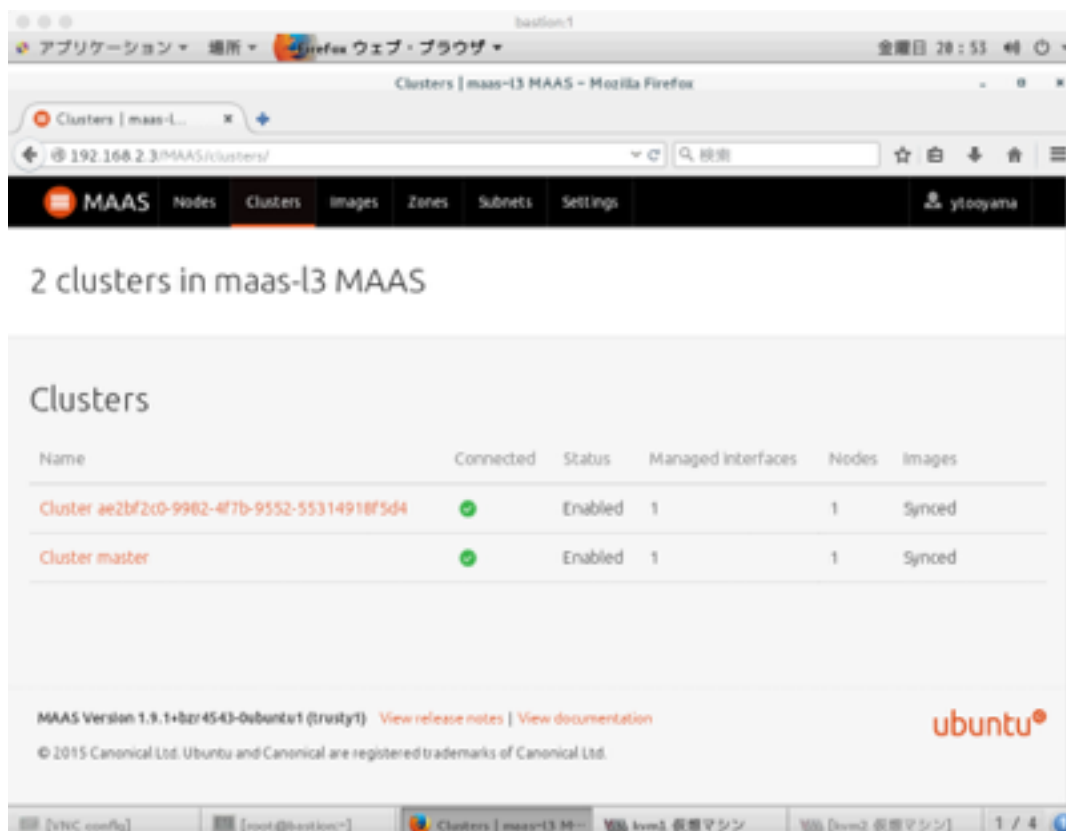 bastion:1
アプリケーション 場所 Firefox ウェブ・ブラウザ 金曜日 20:53
Clusters | maas-l3 MAAS - Mozilla Firefox
Clusters | maas-l...
192.168.2.3/MAAS/clusters/ 検索
MAAS Nodes Clusters Images Zones Subnets Settings ytooyama
2 clusters in maas-l3 MAAS
Clusters
Name Connected Status Managed interfaces Nodes Images
Cluster ae2bf2c0-9982-4f7b-9552-55314918f5d4 Enabled 1 1 Synced
Cluster master Enabled 1 1 Synced
MAAS Version 1.9.1+bzr4543-0ubuntu1 (trusty1) View release notes | View documentation
ubuntu
© 2015 Canonical Ltd. Ubuntu and Canonical are registered trademarks of Canonical Ltd.
[VNC config] [root@bastion:~] Clusters | maas-l3 M... kvm1 仮想マシン [kvm2 仮想マシン] 1 / 4